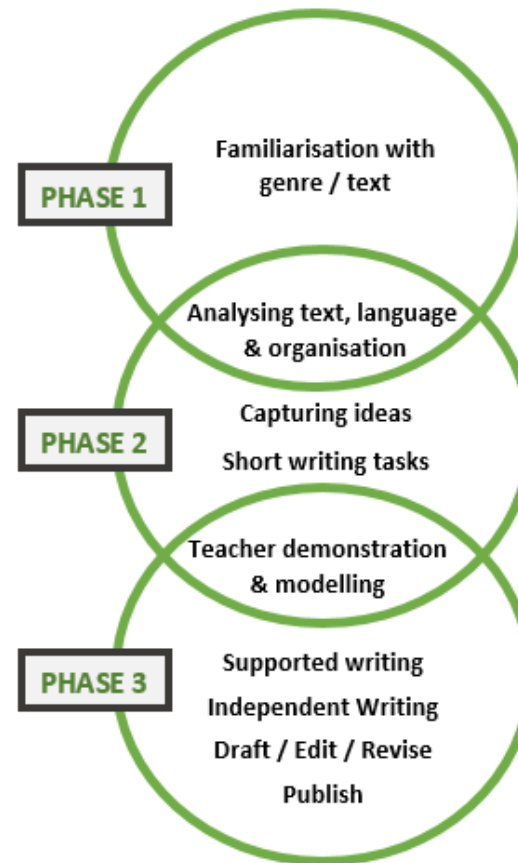 Familiarisation with
genre / text
PHASE 1
Analysing text, language
& organisation
Capturing ideas
PHASE 2
Short writing tasks
Teacher demonstration
& modelling
Supported writing
PHASE 3
Independent Writing
Draft / Edit / Revise
Publish